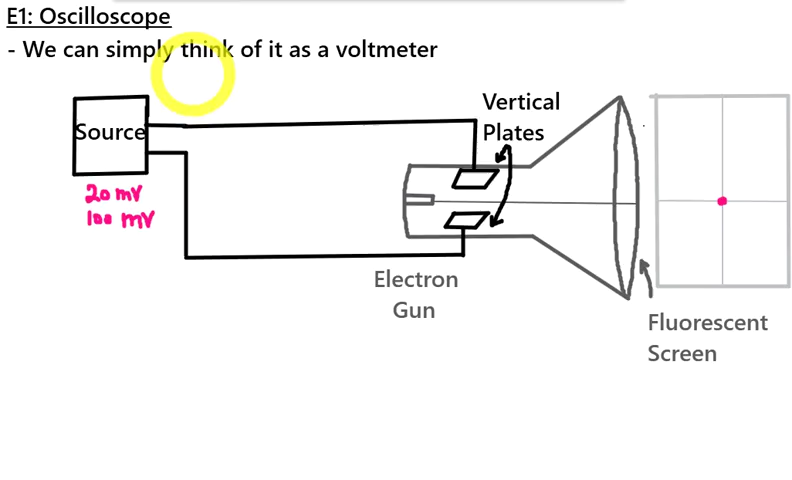 E1: Oscilloscope
- We can simply think of it as a voltmeter
Vertical
Plates
Source
20 mV
100 mV
Electron
Gun
Fluorescent
Screen